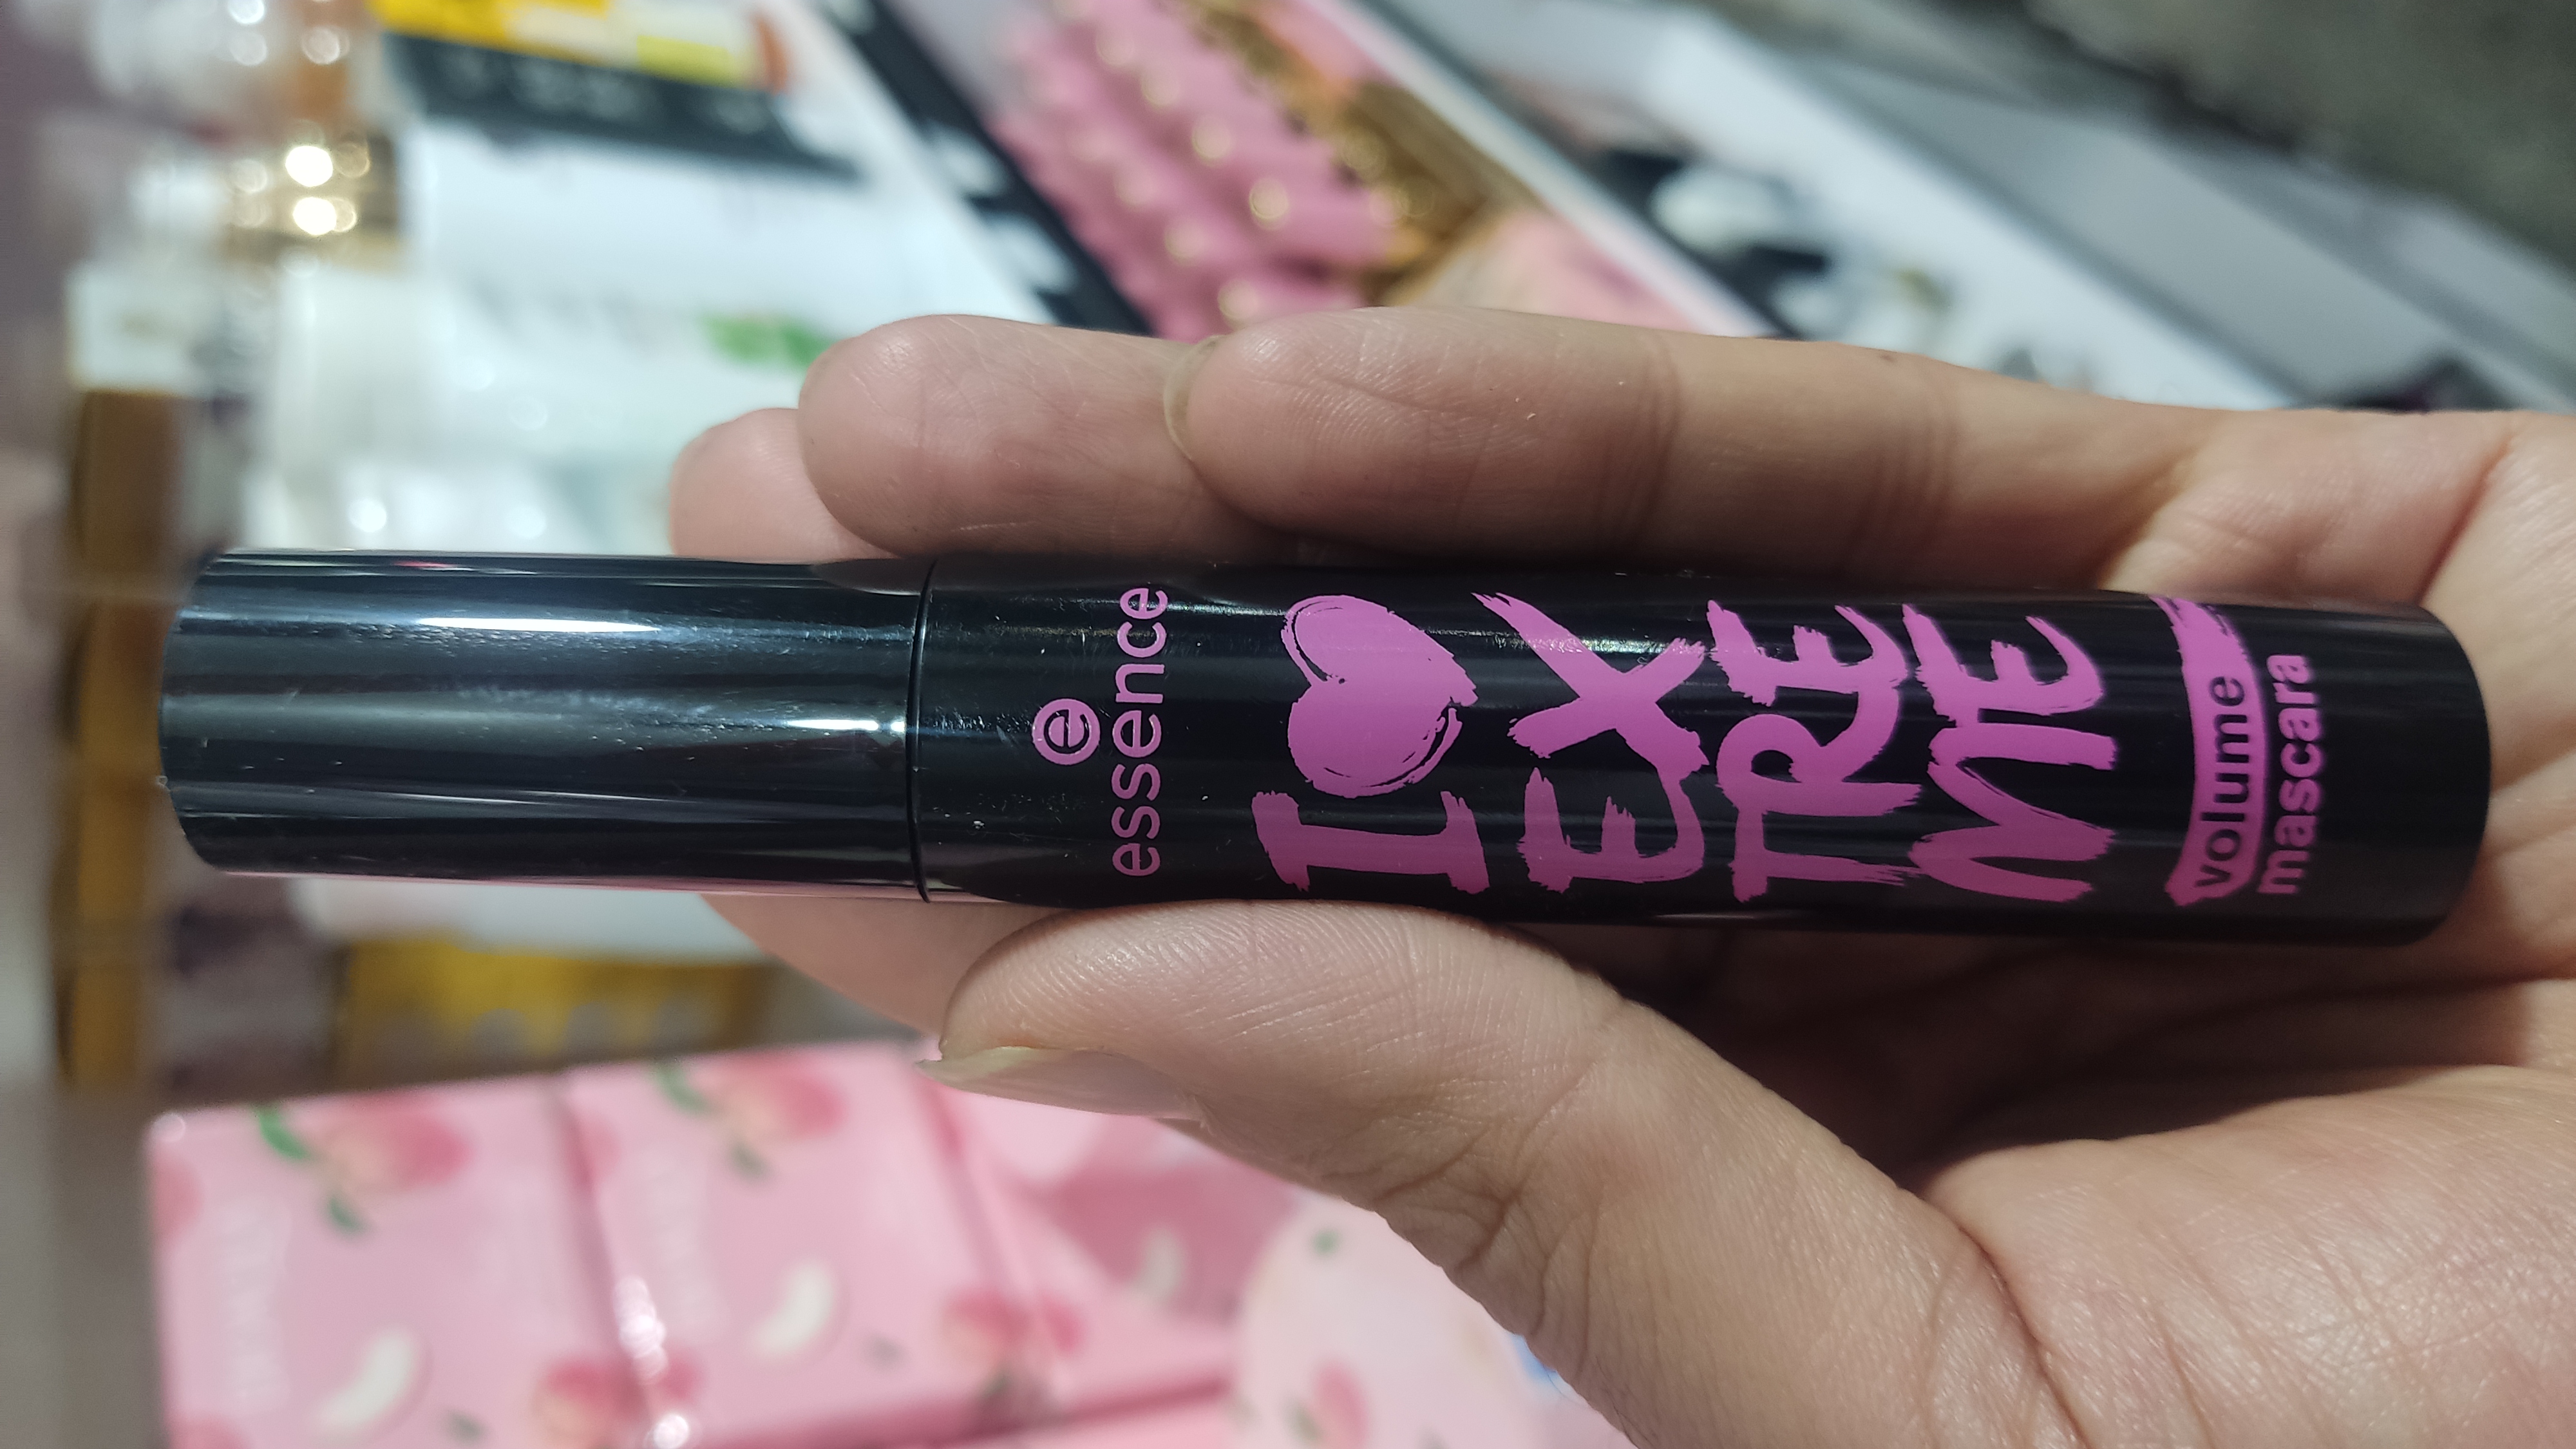 e
essence
I ♥
EX
TRE
ME
volume
mascara